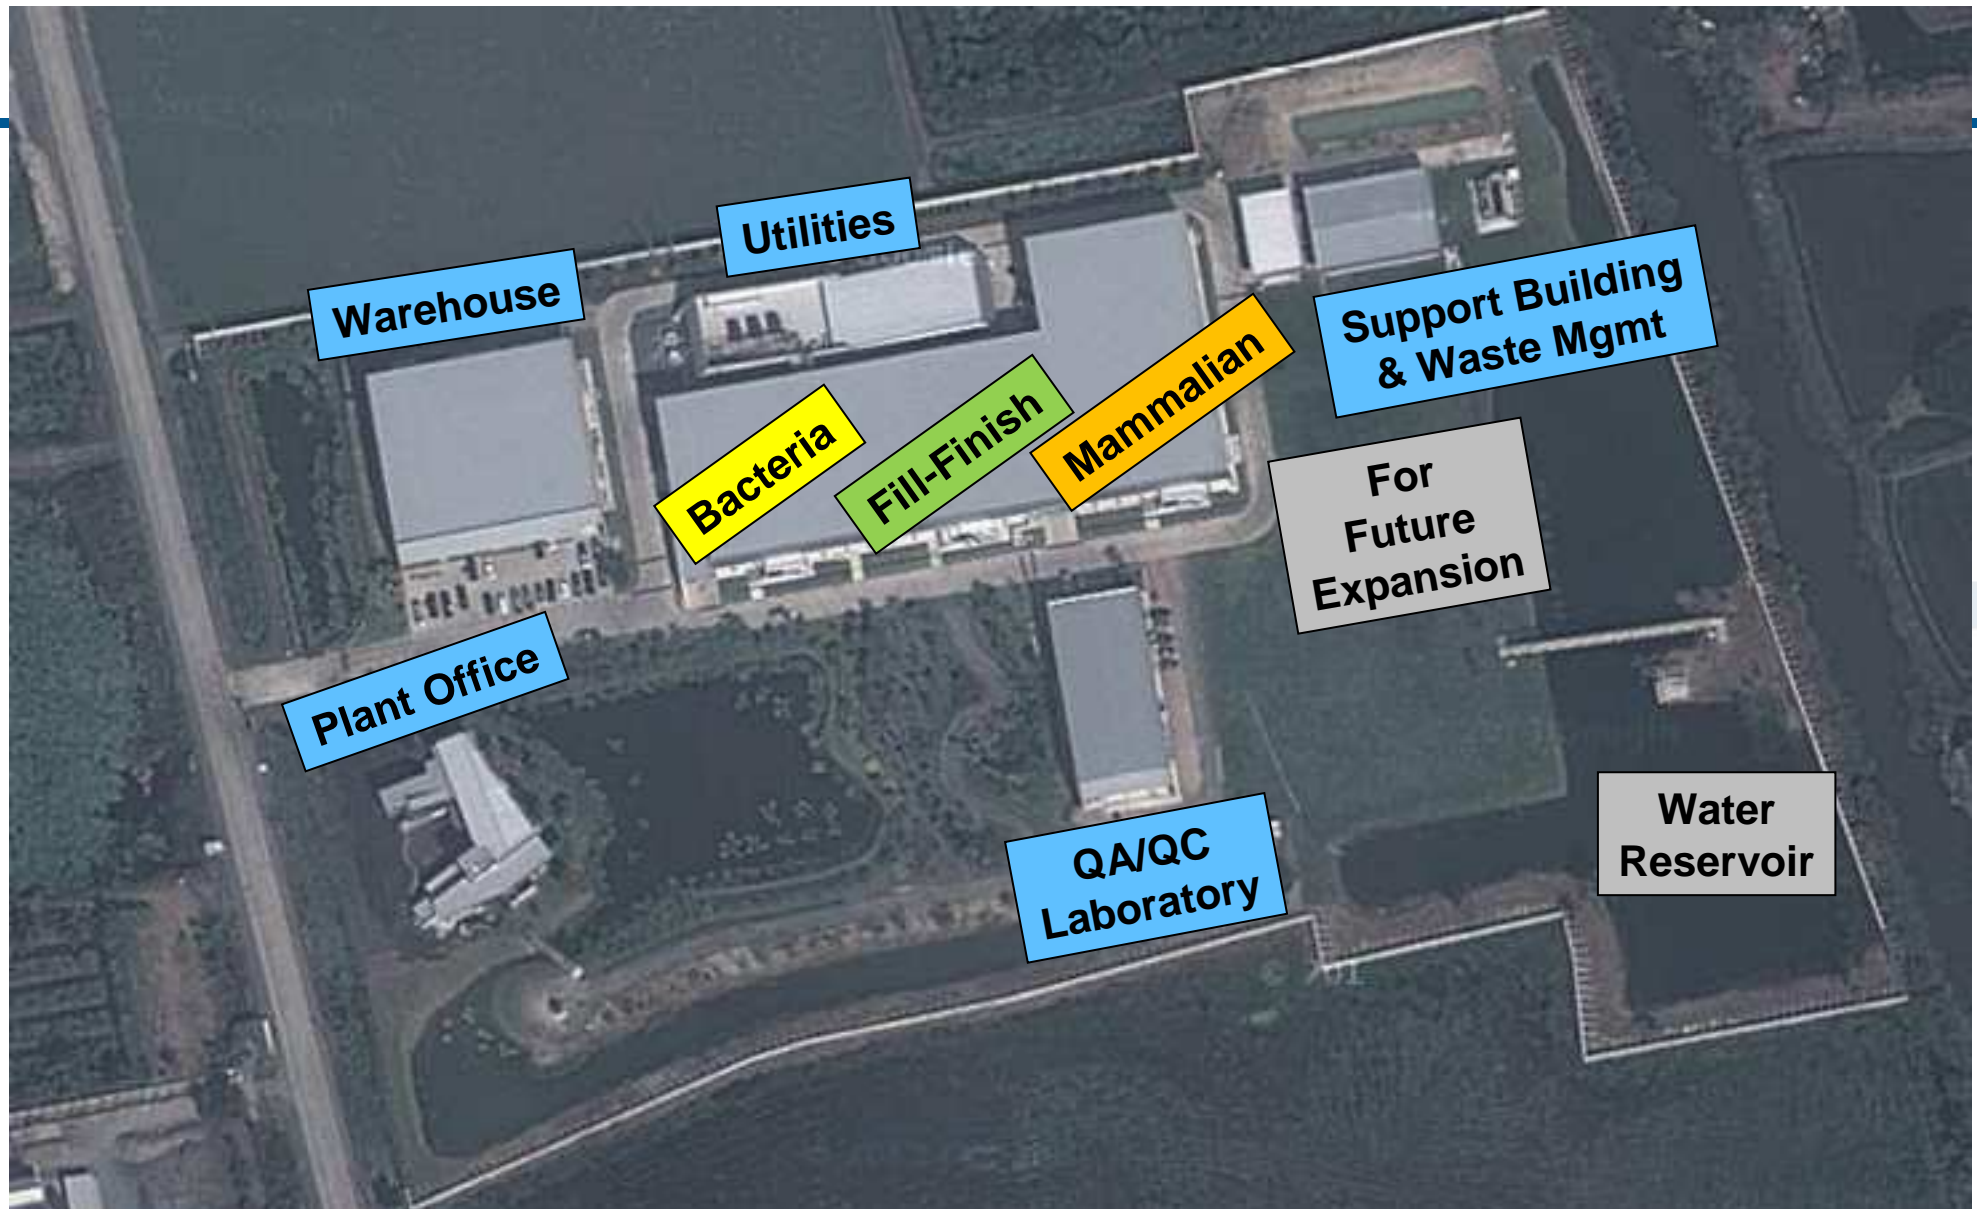 Utilities
Warehouse
Support Building
& Waste Mgmt
Bacteria
Fill-Finish
Mammalian
For
Future
Expansion
Plant Office
Water
Reservoir
QA/QC
Laboratory